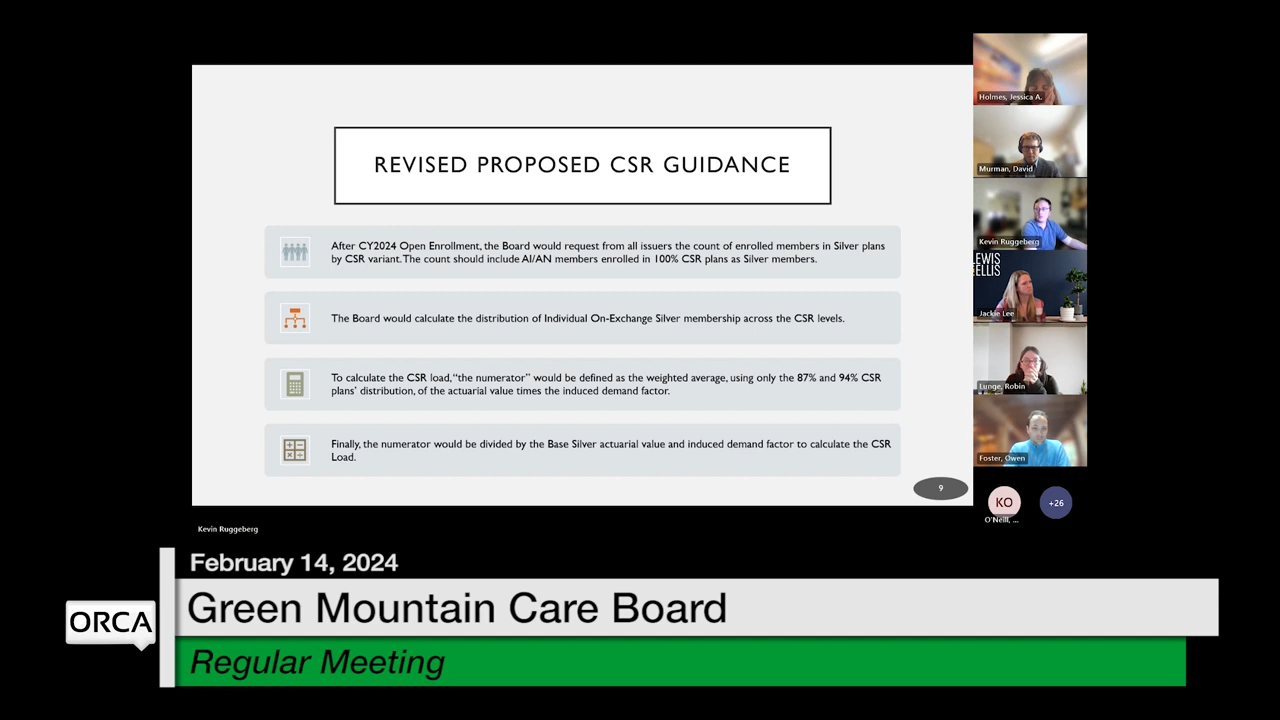 REVISED PROPOSED CSR GUIDANCE
After CY2024 Open Enrollment, the Board would request from all issuers the count of enrolled members in Silver plans
by CSR variant. The count should include AI/AN members enrolled in 100% CSR plans as Silver members.
The Board would calculate the distribution of Individual On-Exchange Silver membership across the CSR levels.
To calculate the CSR load, "the numerator" would be defined as the weighted average, using only the 87% and 94% CSR
plans' distribution, of the actuarial value times the induced demand factor.
Finally, the numerator would be divided by the Base Silver actuarial value and induced demand factor to calculate the CSR
Load.
9
Kevin Ruggeberg
Holmes, Jessica A.
Murman, David
Kevin Ruggeberg
LEWIS
ELLIS
Jackie Lee
Lunge, Robin
Foster, Owen
KO
+26
O'Neill, ...
February 14, 2024
ORCA
Green Mountain Care Board
Regular Meeting